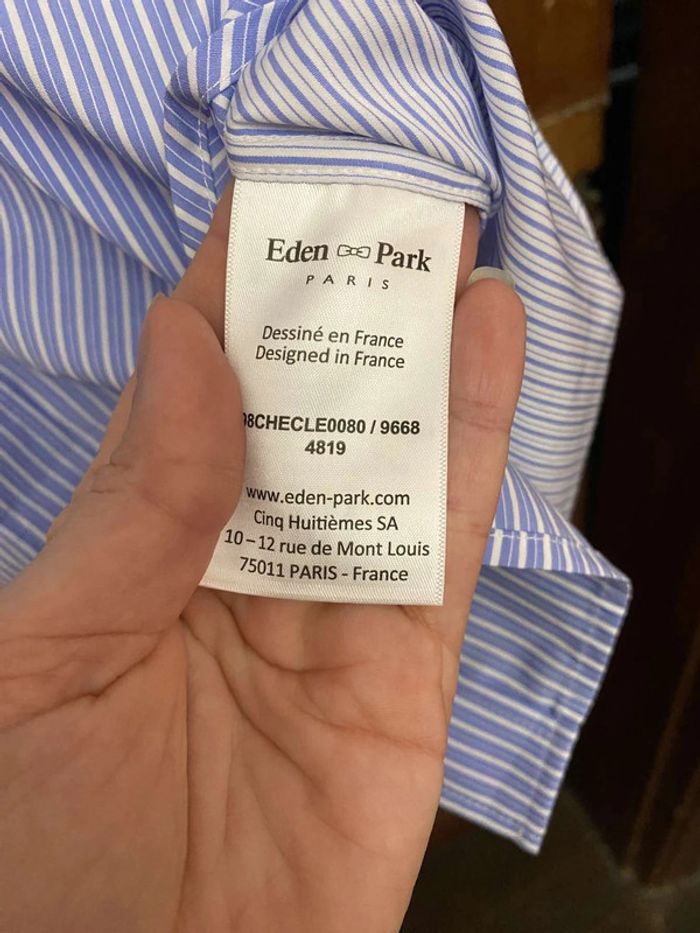 Eden Park
PARIS
Dessiné en France
Designed in France
8CHECLE0080 / 9668
4819
www.eden-park.com
Cinq Huitièmes SA
10 – 12 rue de Mont Louis
75011 PARIS - France